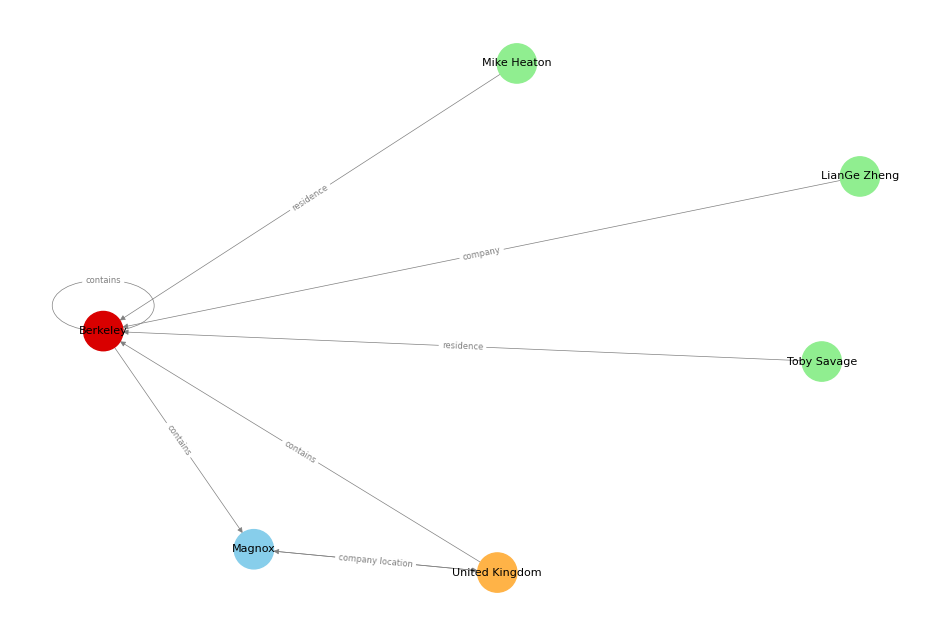 Mike Heaton
LianGe Zheng
residence
company
contains
Berkeley
residence
Toby Savage
contains
contains
Magnox
company location
United Kingdom